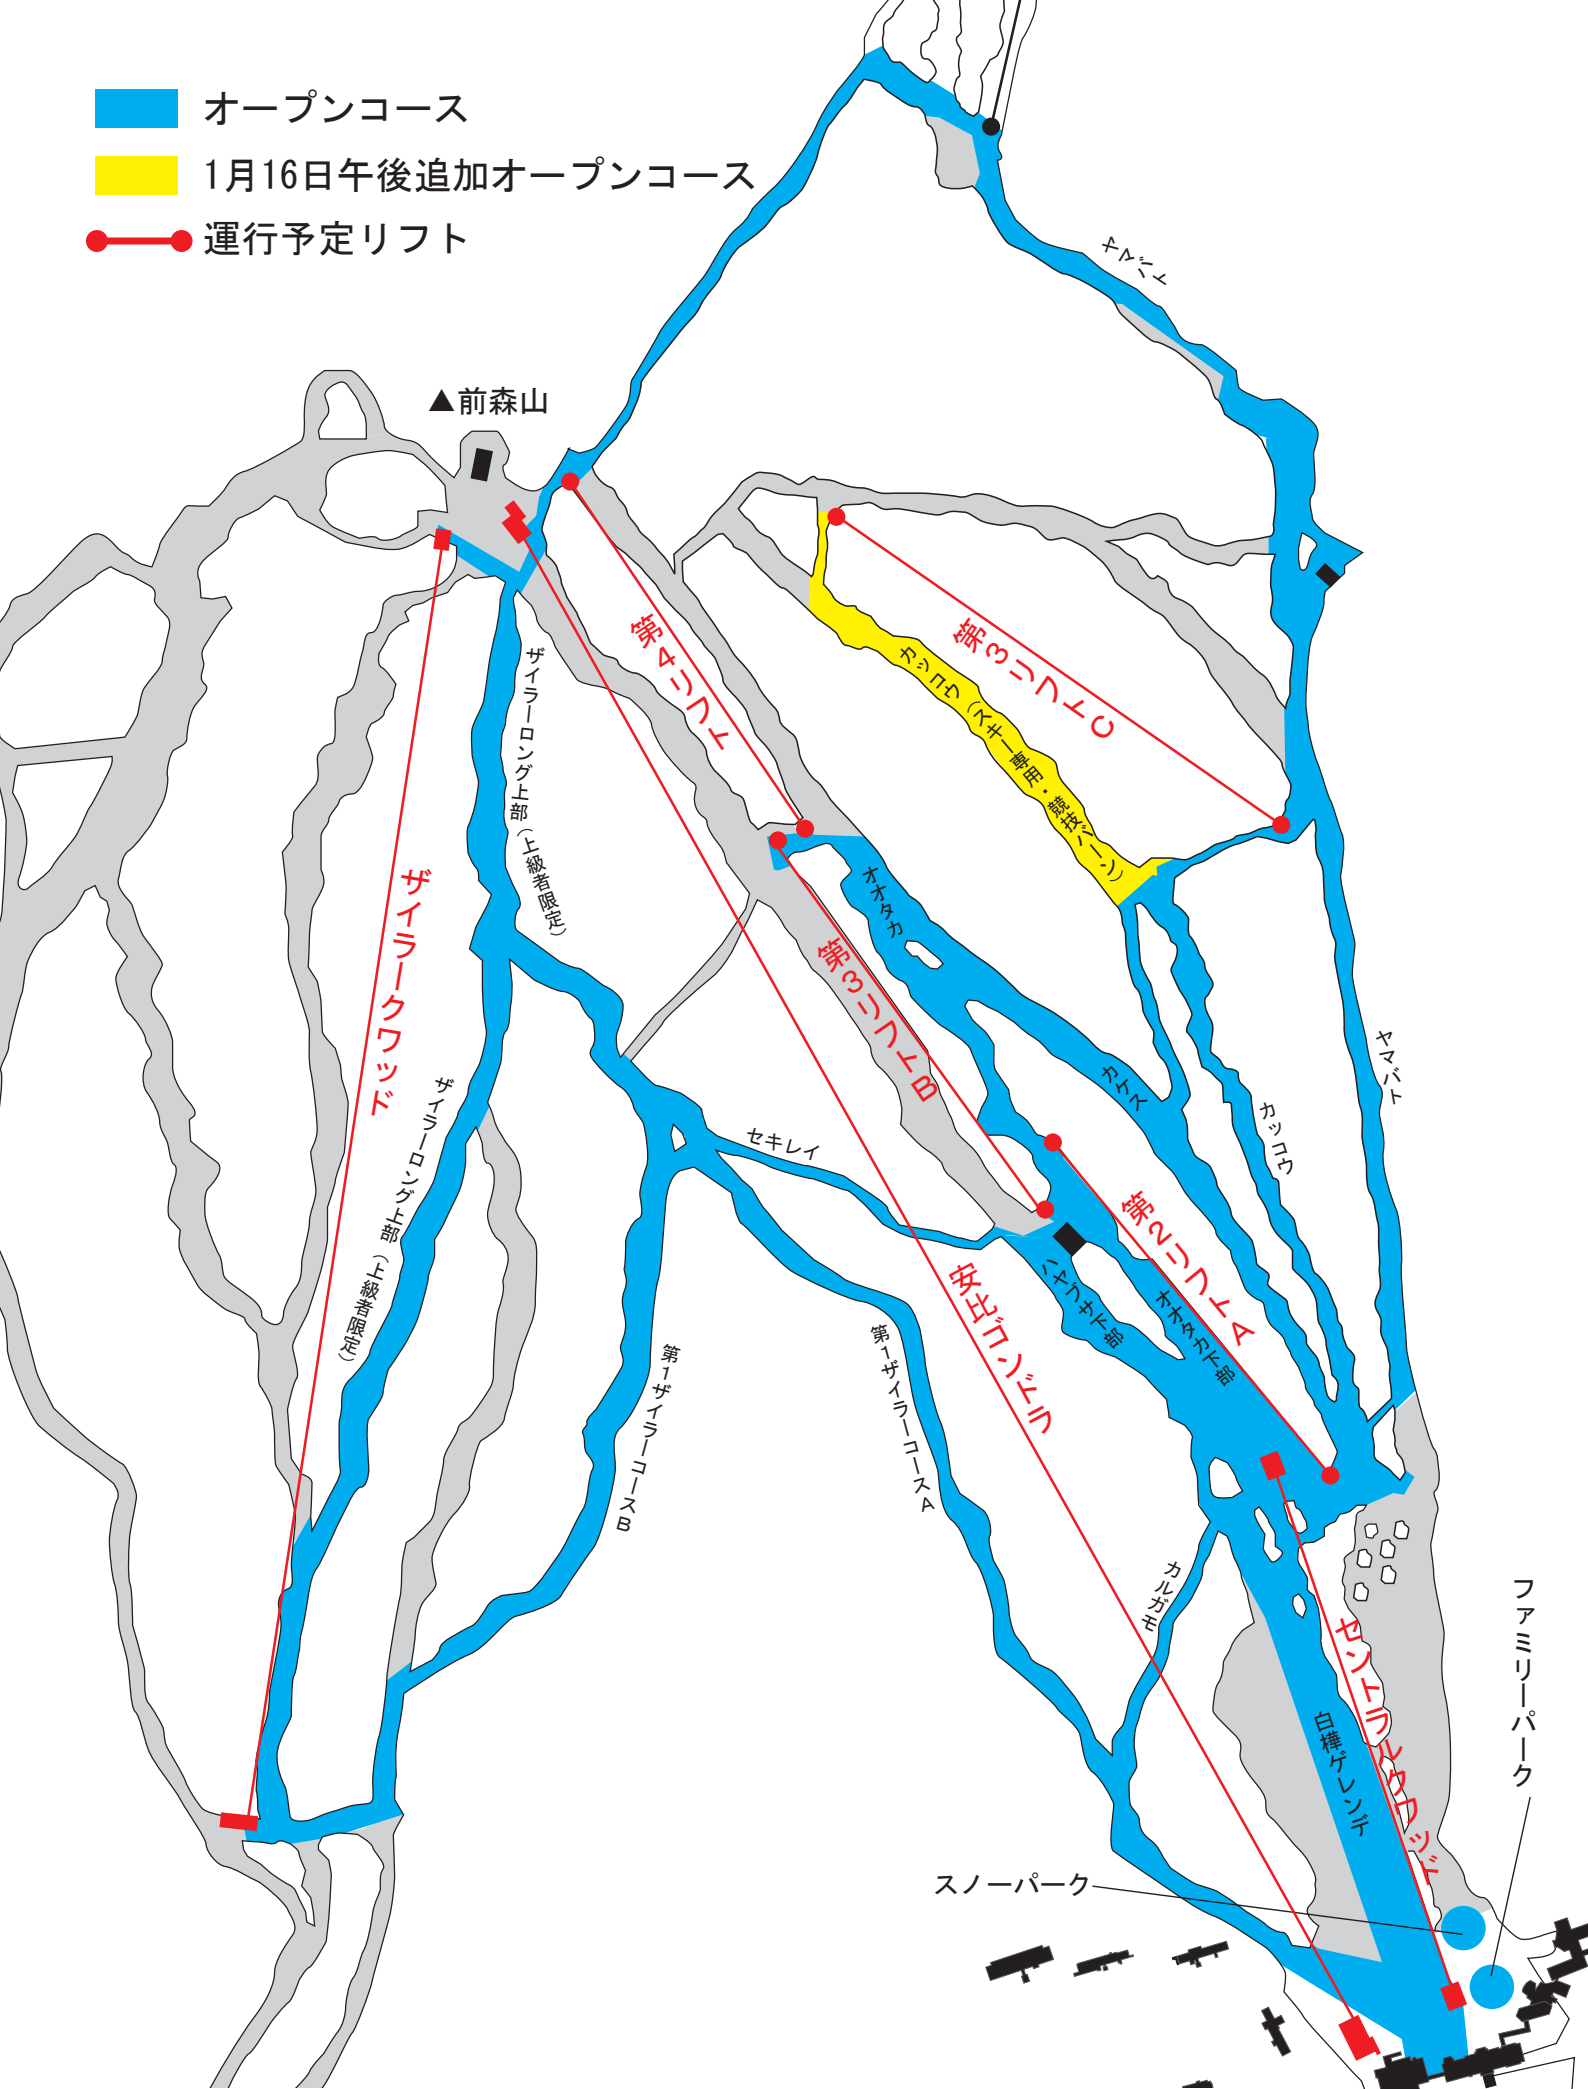 オープンコース
1月16日午後追加オープンコース
運行予定リフト
ヤマバト
▲前森山
第4リフト
第3リフトC
カッコウ（スキー専用・競技バーン）
ザイラーロング上部（上級者限定）
オオタカ
ザイラークワッド
第3リフトB
カケス
ヤマバト
カッコウ
ザイラーロング上部（上級者限定）
セキレイ
第2リフトA
安比ゴンドラ
ハヤブサ下部
オオタカ下部
第1ザイラーコースB
第1ザイラーコースA
カルガモ
ファミリーパーク
セントラルクワッド
白樺ゲレンデ
スノーパーク